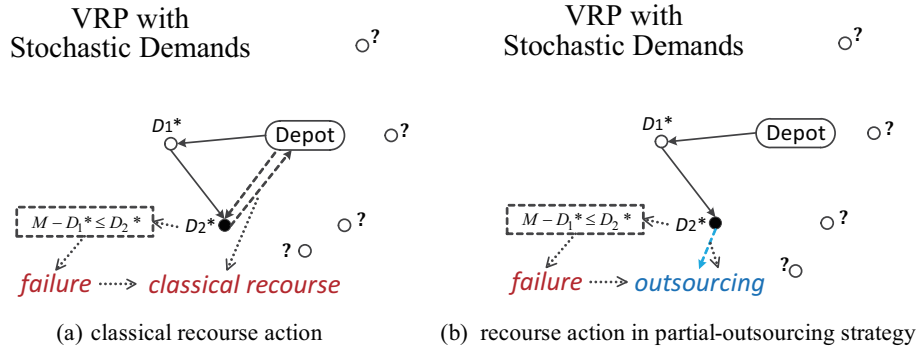 VRP with
Stochastic Demands
?
D1*
Depot
?
M − D₁* ≤ D₂*
D2*
?
?
failure
classical recourse
(a) classical recourse action
VRP with
Stochastic Demands
?
D1*
Depot
?
M − D₁* ≤ D₂*
D2*
?
?
failure
outsourcing
(b) recourse action in partial-outsourcing strategy